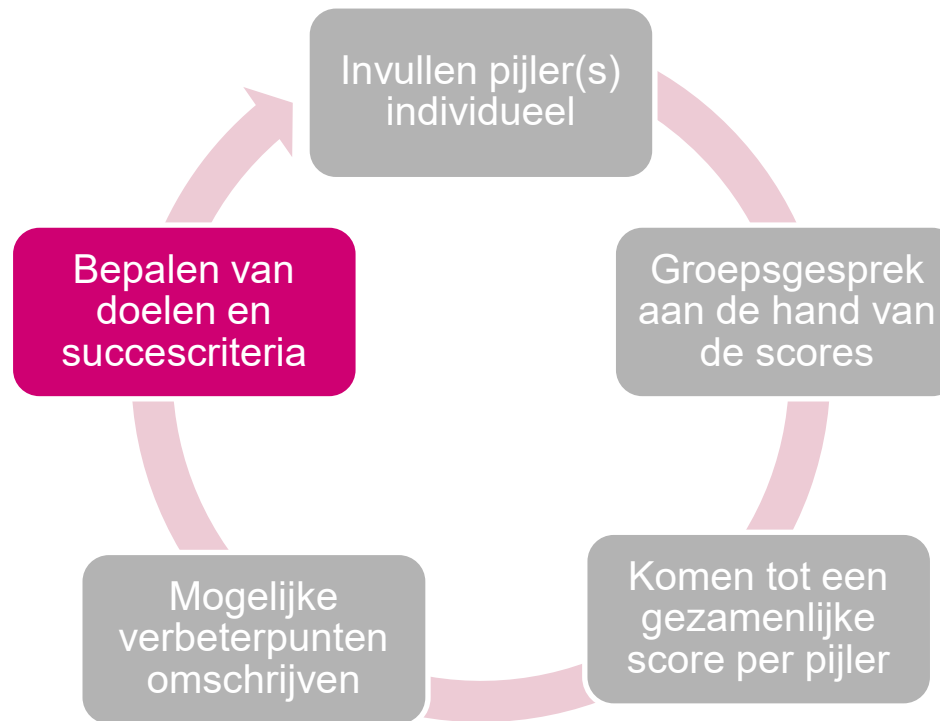 Invullen pijler(s)
individueel
Groepsgesprek
aan de hand van
de scores
Komen tot een
gezamenlijke
score per pijler
Mogelijke
verbeterpunten
omschrijven
Bepalen van
doelen en
succescriteria